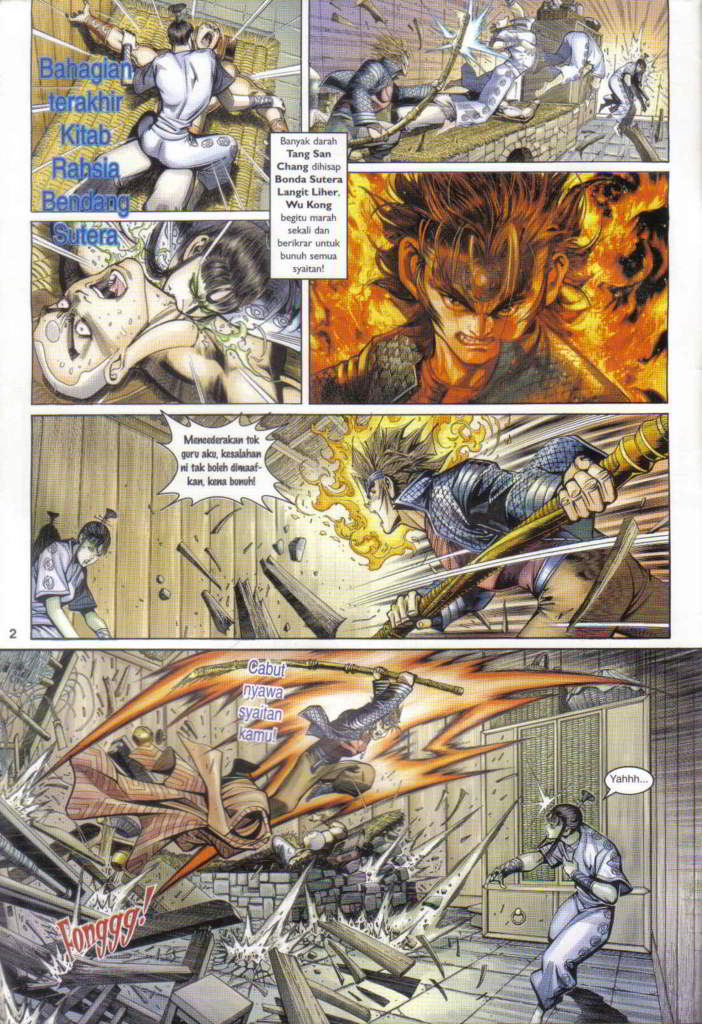 Bahagian
terakhir
Kitab
Rahsia
Bendang
Sutera
Banyak darah
Tang San
Chang dihisap
Bonda Sutera
Langit Liher,
Wu Kong
begitu marah
sekali dan
berikrar untuk
bunuh semua
syaitan!
Mencederakan tok
guru aku, kesalahan
ni tak boleh dimaaf-
kan, kena bunuh!
2
Cabut
nyawa
syaitan
kamu!
Yahhh...
Fonggg!